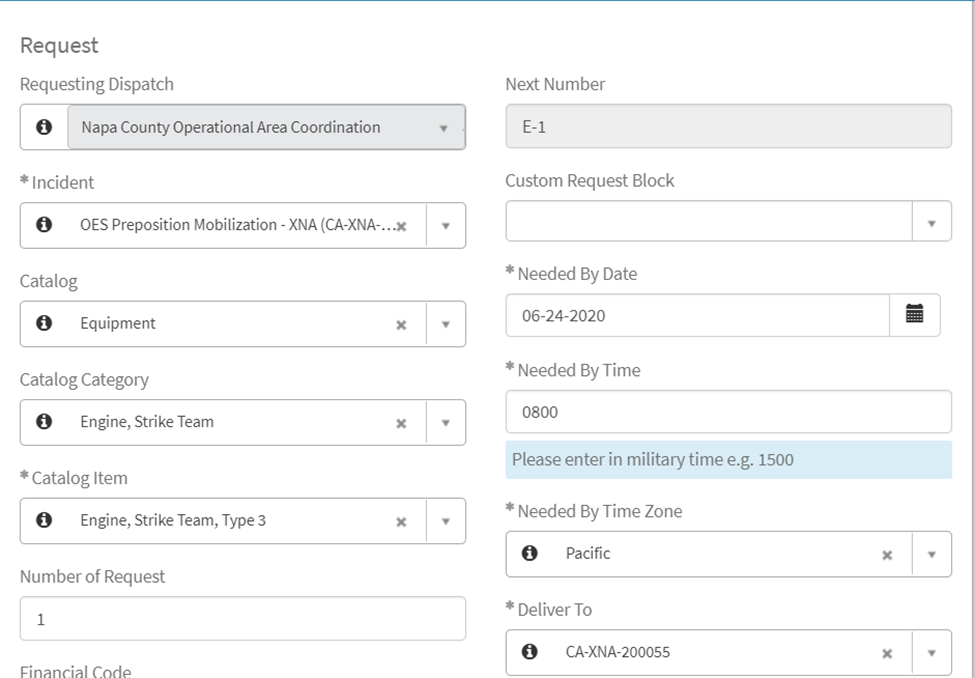 Request
Requesting Dispatch
Napa County Operational Area Coordination
* Incident
OES Preposition Mobilization - XNA (CA-XNA-...
Catalog
Equipment
Catalog Category
Engine, Strike Team
* Catalog Item
Engine, Strike Team, Type 3
Number of Request
1
Financial Code
Next Number
E-1
Custom Request Block
* Needed By Date
06-24-2020
* Needed By Time
0800
Please enter in military time e.g. 1500
* Needed By Time Zone
Pacific
* Deliver To
CA-XNA-200055